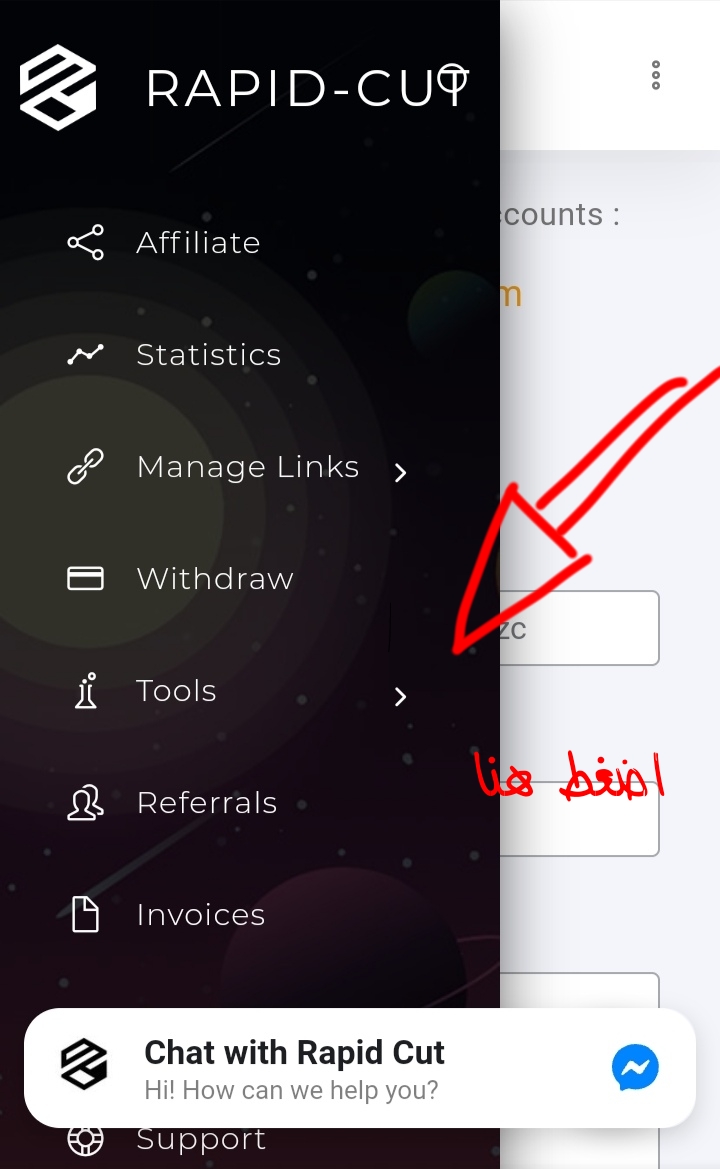 RAPID-CUT
ccounts :
Affiliate
m
Statistics
Manage Links
Withdraw
zc
Tools
اضغط هنا
Referrals
Invoices
Chat with Rapid Cut
Hi! How can we help you?
Support